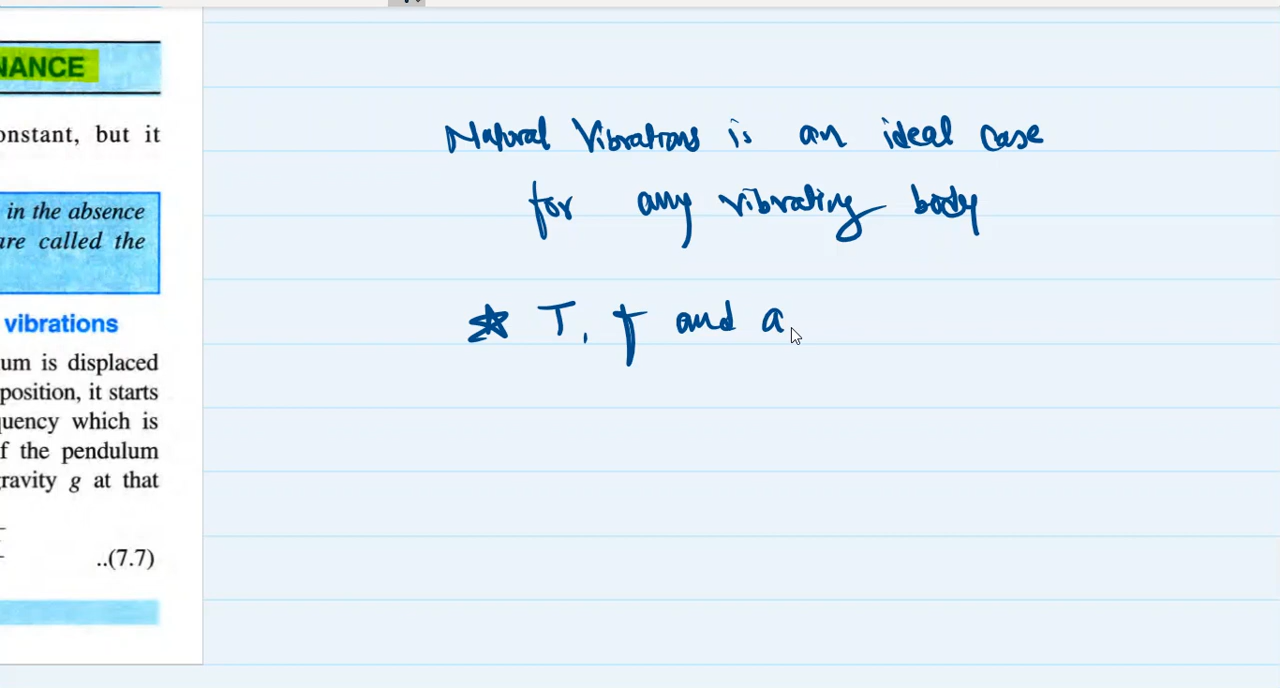 NANCE
onstant, but it
in the absence
are called the
vibrations
um is displaced
position, it starts
quency which is
f the pendulum
gravity g at that
..(7.7)
Natural Vibrations is an ideal case
for any vibrating body
* T, f and a